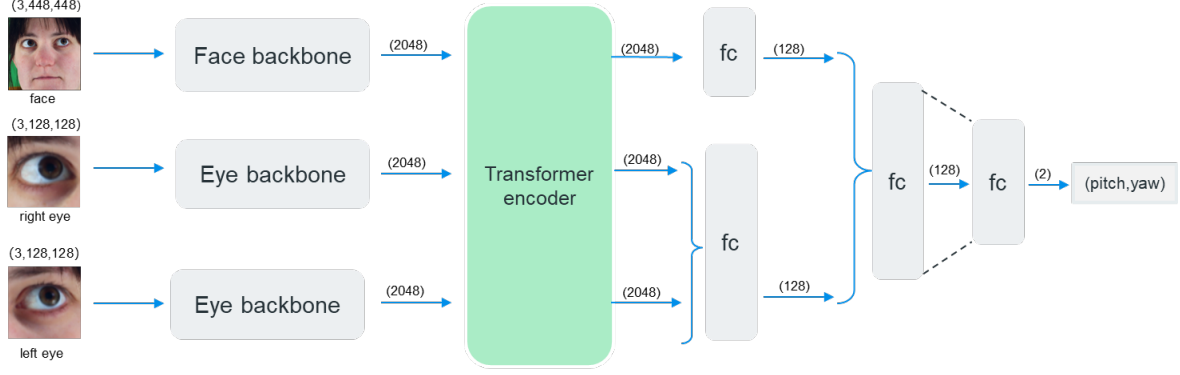 (3,448,448)
face
Face backbone
(2048)
(3,128,128)
right eye
Eye backbone
(2048)
(3,128,128)
left eye
Eye backbone
(2048)
Transformer
encoder
(2048)
fc
(128)
(2048)
(2048)
fc
(128)
fc
(128)
fc
(2)
(pitch,yaw)